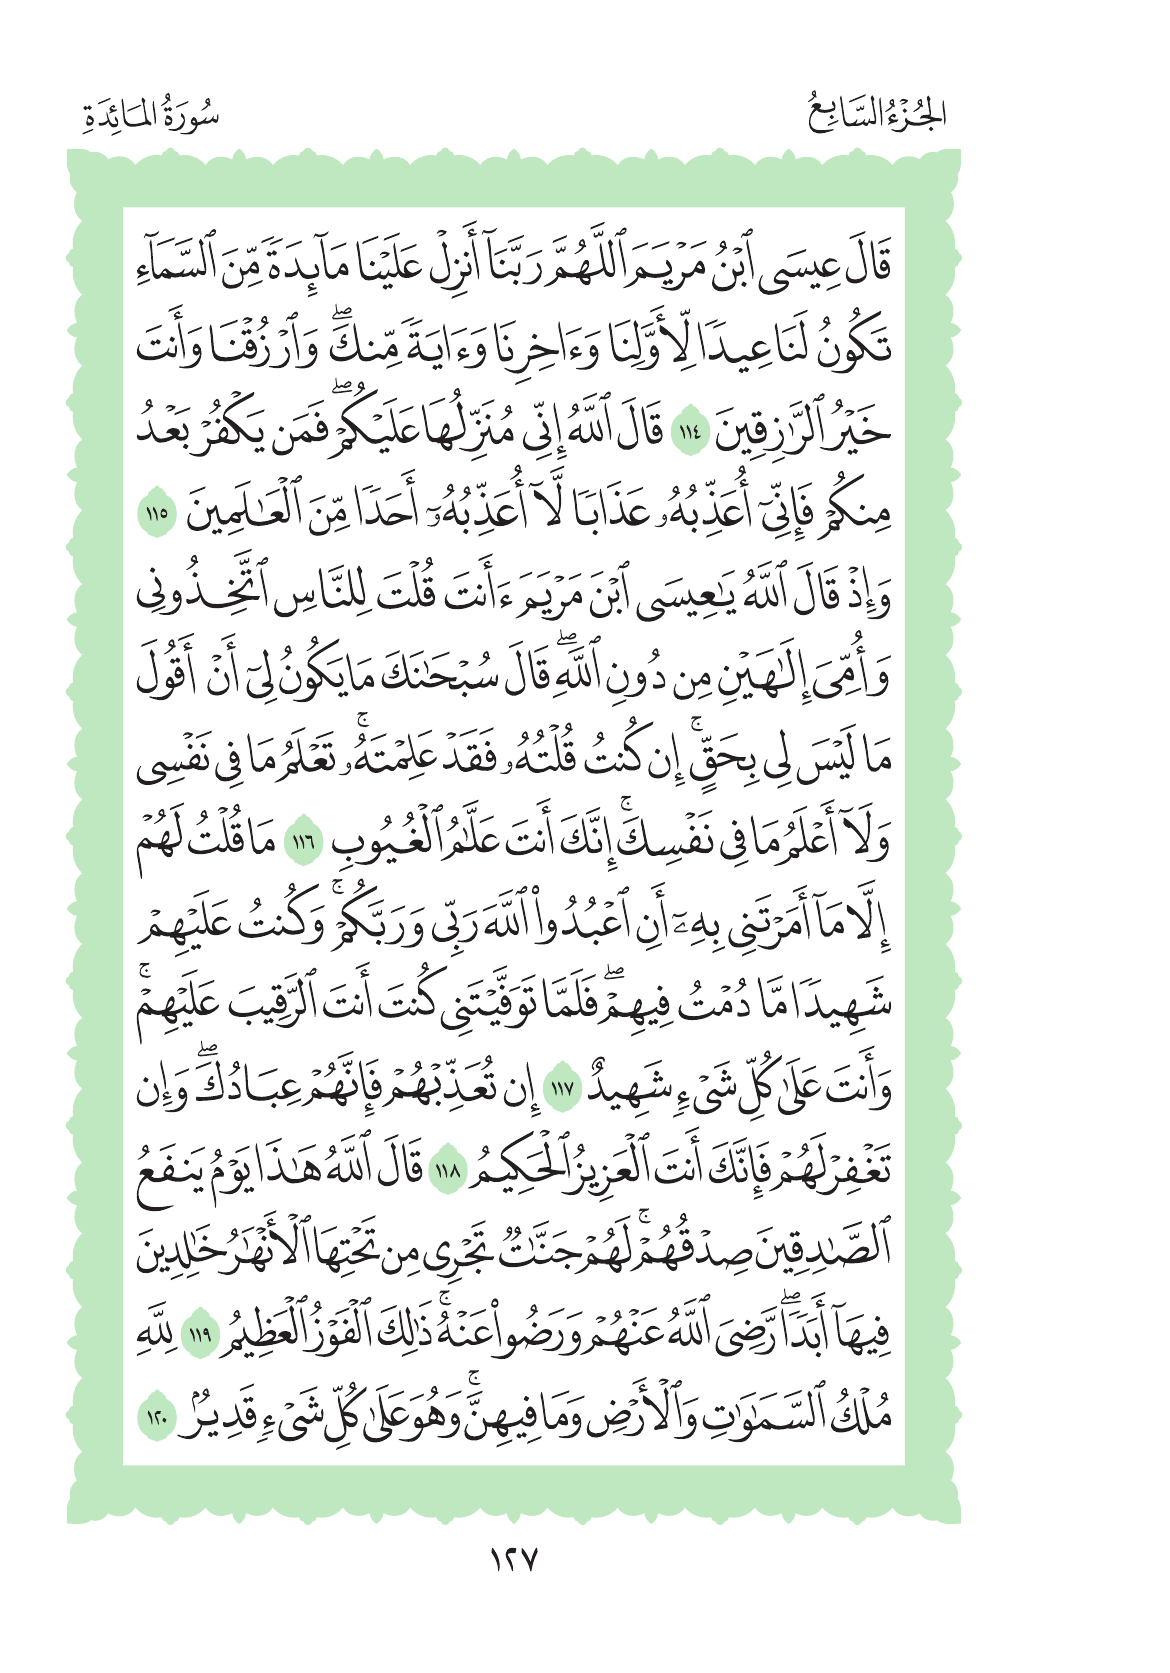 الجُزْءُ السَّابِعُ
سُورَةُ المَائِدَةِ
قَالَ عِيسَى ٱبْنُ مَرْيَمَ ٱللَّهُمَّ رَبَّنَآ أَنزِلْ عَلَيْنَا مَآئِدَةً مِّنَ ٱلسَّمَآءِ
تَكُونُ لَنَا عِيدًا لِّأَوَّلِنَا وَءَاخِرِنَا وَءَايَةً مِّنكَۖ وَٱرْزُقْنَا وَأَنتَ
خَيْرُ ٱلرَّٰزِقِينَ ١١٤ قَالَ ٱللَّهُ إِنِّى مُنَزِّلُهَا عَلَيْكُمْۖ فَمَن يَكْفُرْ بَعْدُ
مِنكُمْ فَإِنِّىٓ أُعَذِّبُهُۥ عَذَابًا لَّآ أُعَذِّبُهُۥٓ أَحَدًا مِّنَ ٱلْعَٰلَمِينَ ١١٥
وَإِذْ قَالَ ٱللَّهُ يَٰعِيسَى ٱبْنَ مَرْيَمَ ءَأَنتَ قُلْتَ لِلنَّاسِ ٱتَّخِذُونِى
وَأُمِّىَ إِلَٰهَيْنِ مِن دُونِ ٱللَّهِۖ قَالَ سُبْحَٰنَكَ مَا يَكُونُ لِىٓ أَنْ أَقُولَ
مَا لَيْسَ لِى بِحَقٍّۚ إِن كُنتُ قُلْتُهُۥ فَقَدْ عَلِمْتَهُۥۚ تَعْلَمُ مَا فِى نَفْسِى
وَلَآ أَعْلَمُ مَا فِى نَفْسِكَۚ إِنَّكَ أَنتَ عَلَّٰمُ ٱلْغُيُوبِ ١١٦ مَا قُلْتُ لَهُمْ
إِلَّا مَآ أَمَرْتَنِى بِهِۦٓ أَنِ ٱعْبُدُوا۟ ٱللَّهَ رَبِّى وَرَبَّكُمْۚ وَكُنتُ عَلَيْهِمْ
شَهِيدًا مَّا دُمْتُ فِيهِمْۖ فَلَمَّا تَوَفَّيْتَنِى كُنتَ أَنتَ ٱلرَّقِيبَ عَلَيْهِمْۚ
وَأَنتَ عَلَىٰ كُلِّ شَىْءٍ شَهِيدٌ ١١٧ إِن تُعَذِّبْهُمْ فَإِنَّهُمْ عِبَادُكَۖ وَإِن
تَغْفِرْ لَهُمْ فَإِنَّكَ أَنتَ ٱلْعَزِيزُ ٱلْحَكِيمُ ١١٨ قَالَ ٱللَّهُ هَٰذَا يَوْمُ يَنفَعُ
ٱلصَّٰدِقِينَ صِدْقُهُمْۚ لَهُمْ جَنَّٰتٌ تَجْرِى مِن تَحْتِهَا ٱلْأَنْهَٰرُ خَٰلِدِينَ
فِيهَآ أَبَدًاۖ رَّضِىَ ٱللَّهُ عَنْهُمْ وَرَضُوا۟ عَنْهُۚ ذَٰلِكَ ٱلْفَوْزُ ٱلْعَظِيمُ ١١٩ لِلَّهِ
مُلْكُ ٱلسَّمَٰوَٰتِ وَٱلْأَرْضِ وَمَا فِيهِنَّۚ وَهُوَ عَلَىٰ كُلِّ شَىْءٍ قَدِيرٌۢ ١٢٠
١٢٧